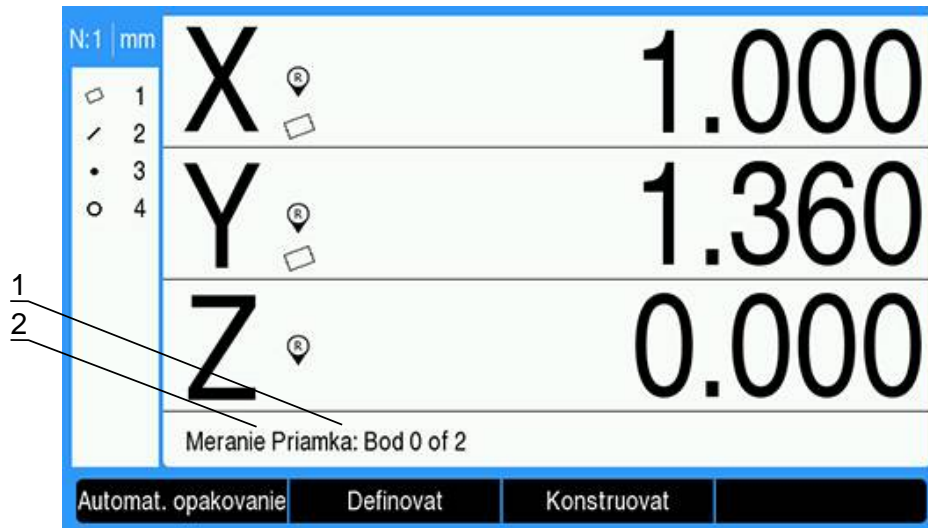 N:1 mm
1
2
3
4
X ® 1.000
Y ® 1.360
Z ® 0.000
1
2
Meranie Priamka: Bod 0 of 2
Automat. opakovanie Definovat Konstruovat